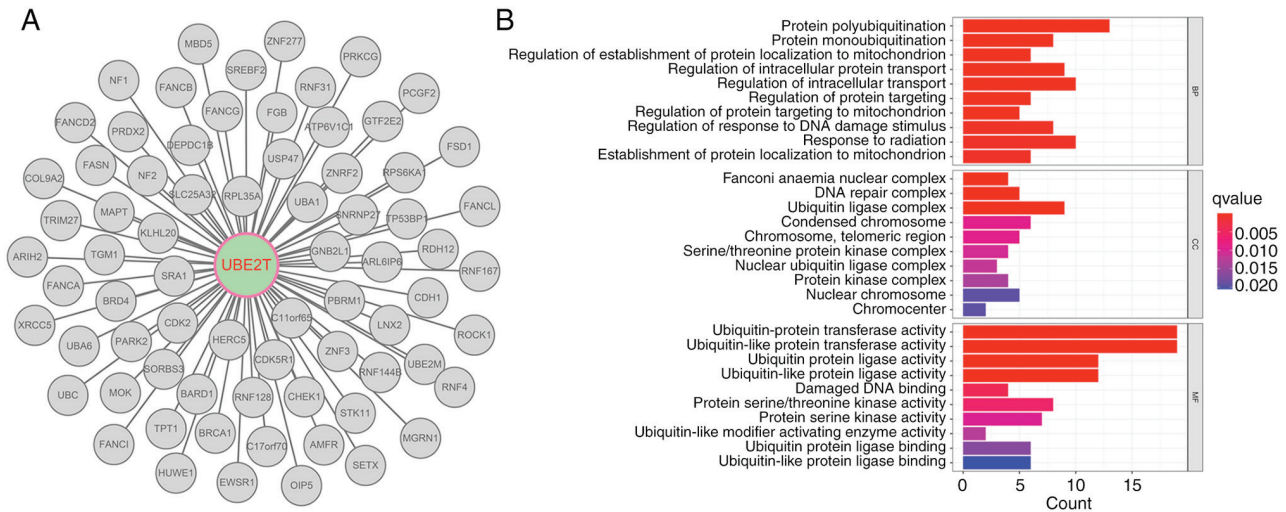 A
MBD5
ZNF277
PRKCG
SREBF2
NF1
FANCB
RNF31
PCGF2
FANCG
FGB
GTF2E2
FANCD2
PRDX2
ATP6V1C1
DEPDC1B
FSD1
FASN
NF2
USP47
ZNRF2
RPS6KA1
COL9A2
SLC25A32
RPL35A
UBA1
FANCL
TRIM27
MAPT
SNRNP27
TP53BP1
KLHL20
ARIH2
TGM1
UBE2T
GNB2L1
ARL6IP6
RDH12
RNF167
FANCA
SRA1
BRD4
PBRM1
CDH1
XRCC5
CDK2
C11orf65
LNX2
ROCK1
UBA6
PARK2
HERC5
ZNF3
CDK5R1
SORBS3
RNF144B
UBE2M
RNF4
UBC
MOK
BARD1
RNF128
CHEK1
STK11
TPT1
BRCA1
C17orf70
AMFR
MGRN1
FANCI
SETX
HUWE1
EWSR1
OIP5
B
Protein polyubiquitination
Protein monoubiquitination
Regulation of establishment of protein localization to mitochondrion
Regulation of intracellular protein transport
Regulation of intracellular transport
Regulation of protein targeting
Regulation of protein targeting to mitochondrion
Regulation of response to DNA damage stimulus
Response to radiation
Establishment of protein localization to mitochondrion
BP
Fanconi anaemia nuclear complex
DNA repair complex
Ubiquitin ligase complex
Condensed chromosome
Chromosome, telomeric region
Serine/threonine protein kinase complex
Nuclear ubiquitin ligase complex
Protein kinase complex
Nuclear chromosome
Chromocenter
CC
Ubiquitin-protein transferase activity
Ubiquitin-like protein transferase activity
Ubiquitin protein ligase activity
Ubiquitin-like protein ligase activity
Damaged DNA binding
Protein serine/threonine kinase activity
Protein serine kinase activity
Ubiquitin-like modifier activating enzyme activity
Ubiquitin protein ligase binding
Ubiquitin-like protein ligase binding
MF
0 5 10 15
Count
qvalue
0.005
0.010
0.015
0.020